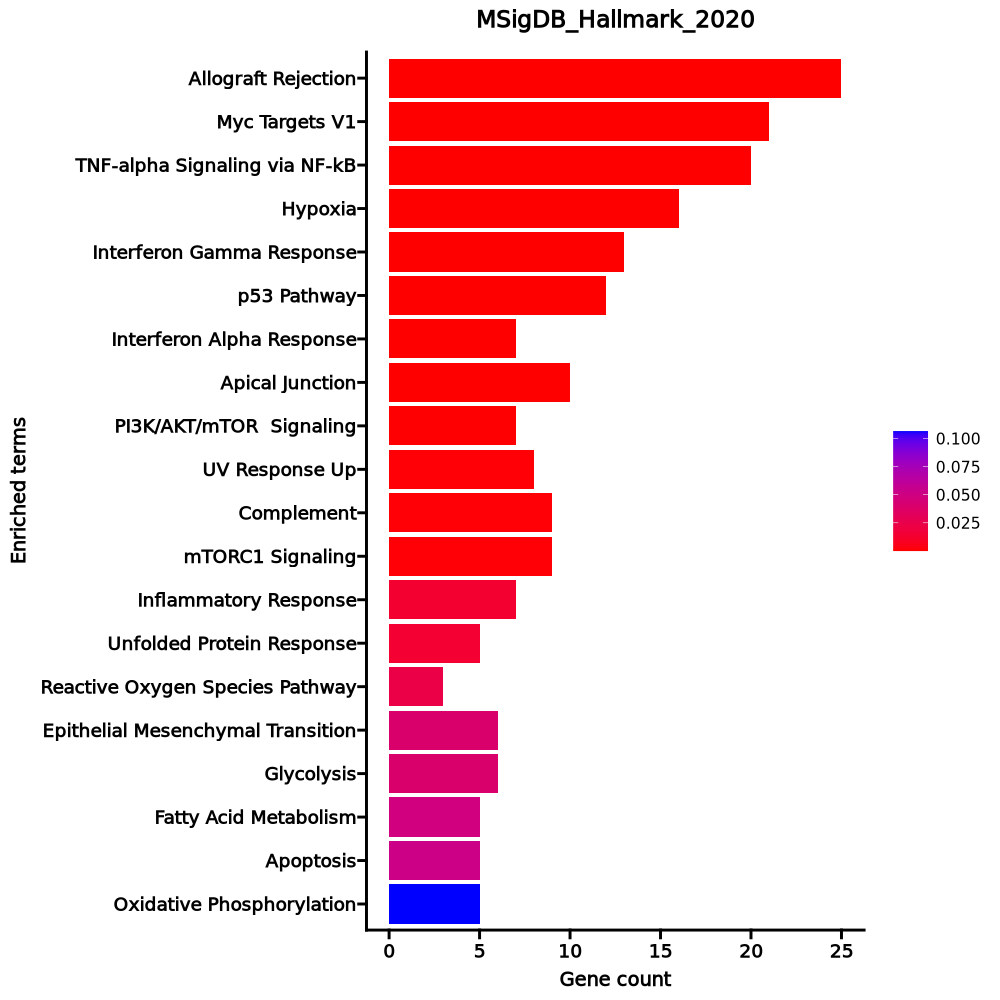 MSigDB_Hallmark_2020
Allograft Rejection
Myc Targets V1
TNF-alpha Signaling via NF-kB
Hypoxia
Interferon Gamma Response
p53 Pathway
Interferon Alpha Response
Apical Junction
PI3K/AKT/mTOR  Signaling
UV Response Up
Complement
mTORC1 Signaling
Inflammatory Response
Unfolded Protein Response
Reactive Oxygen Species Pathway
Epithelial Mesenchymal Transition
Glycolysis
Fatty Acid Metabolism
Apoptosis
Oxidative Phosphorylation
Enriched terms
0 5 10 15 20 25
Gene count
0.100
0.075
0.050
0.025